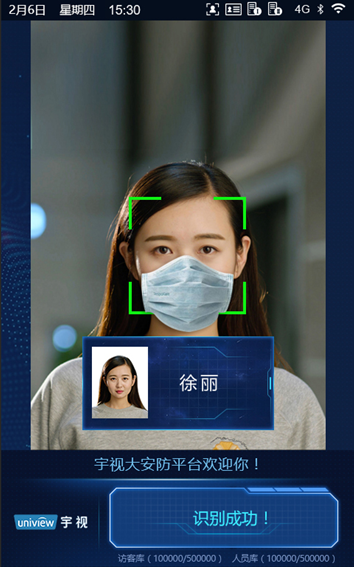 2月6日 星期四 15:30 4G
徐丽
宇视大安防平台欢迎你！
uniview 宇视
识别成功！
访客库（100000/500000） 人员库（100000/500000）